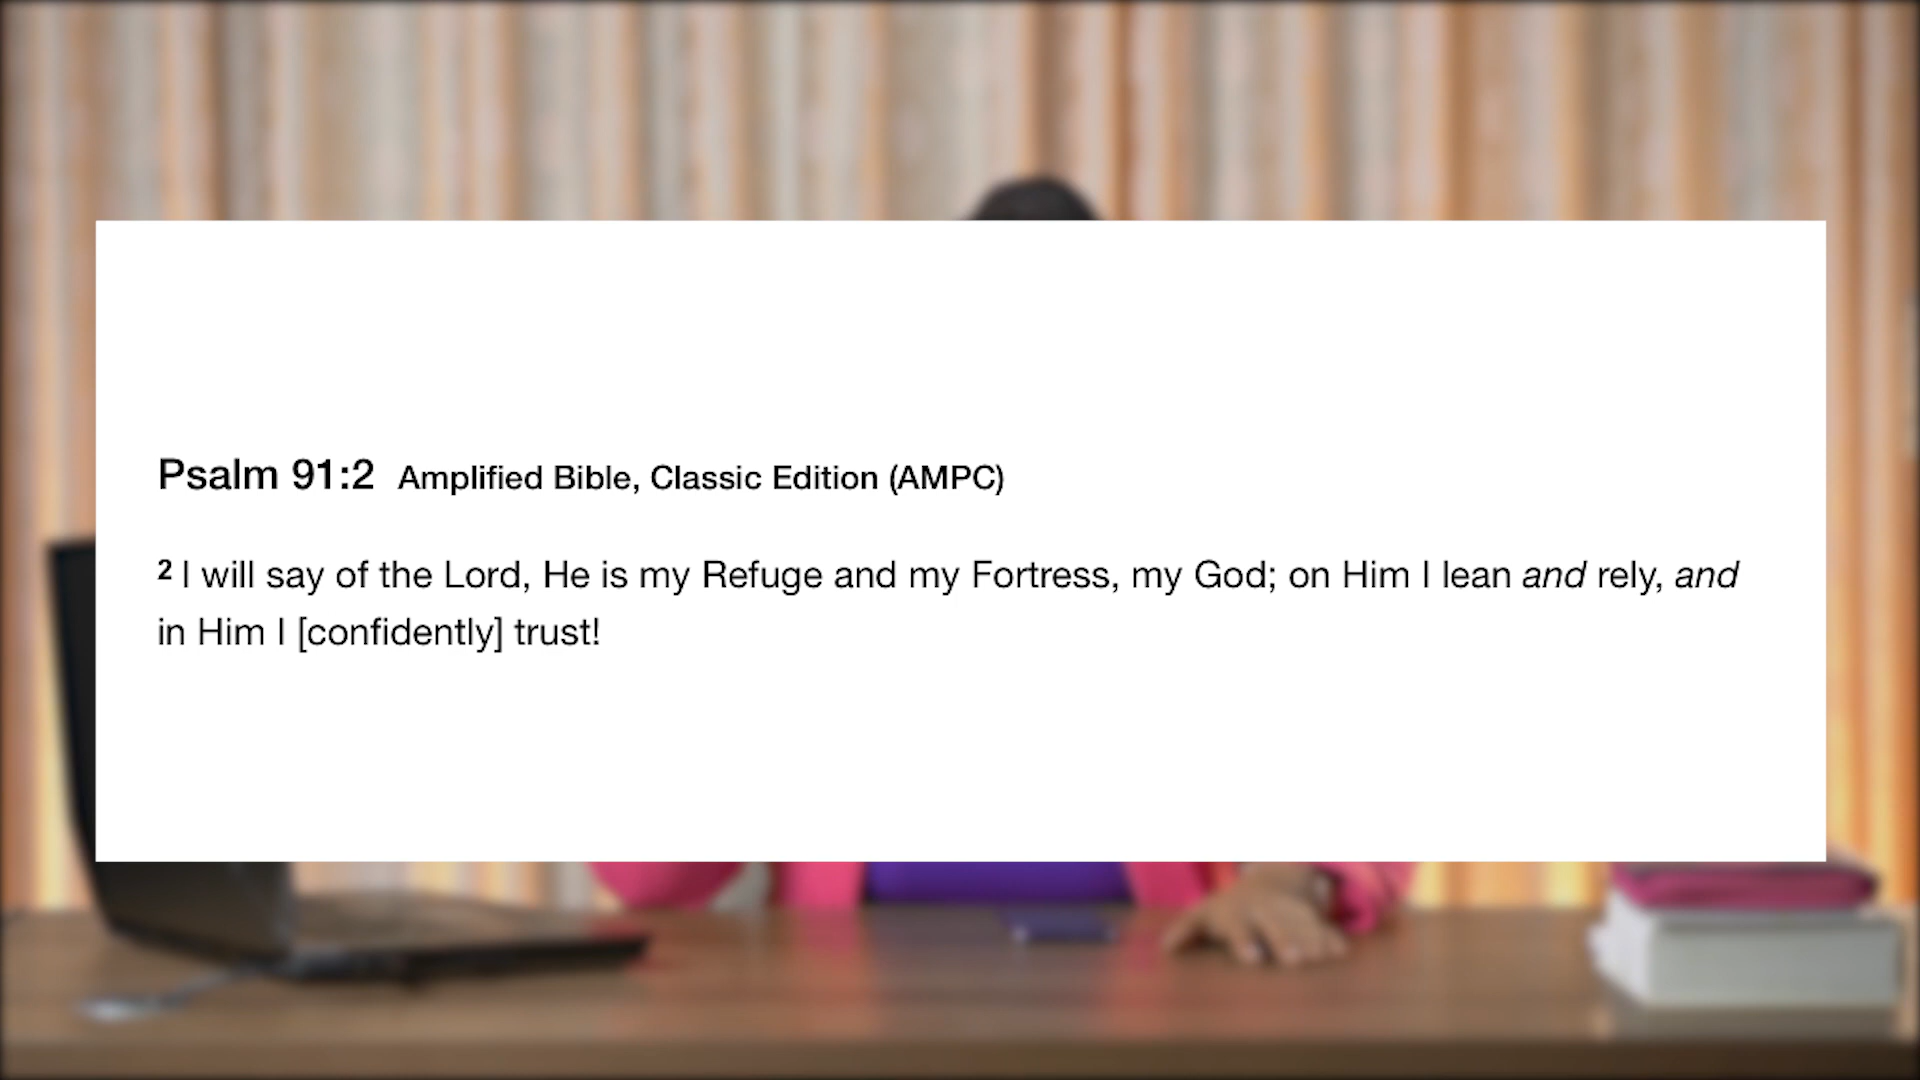 Psalm 91:2 Amplified Bible, Classic Edition (AMPC)
2 I will say of the Lord, He is my Refuge and my Fortress, my God; on Him I lean and rely, and
in Him I [confidently] trust!